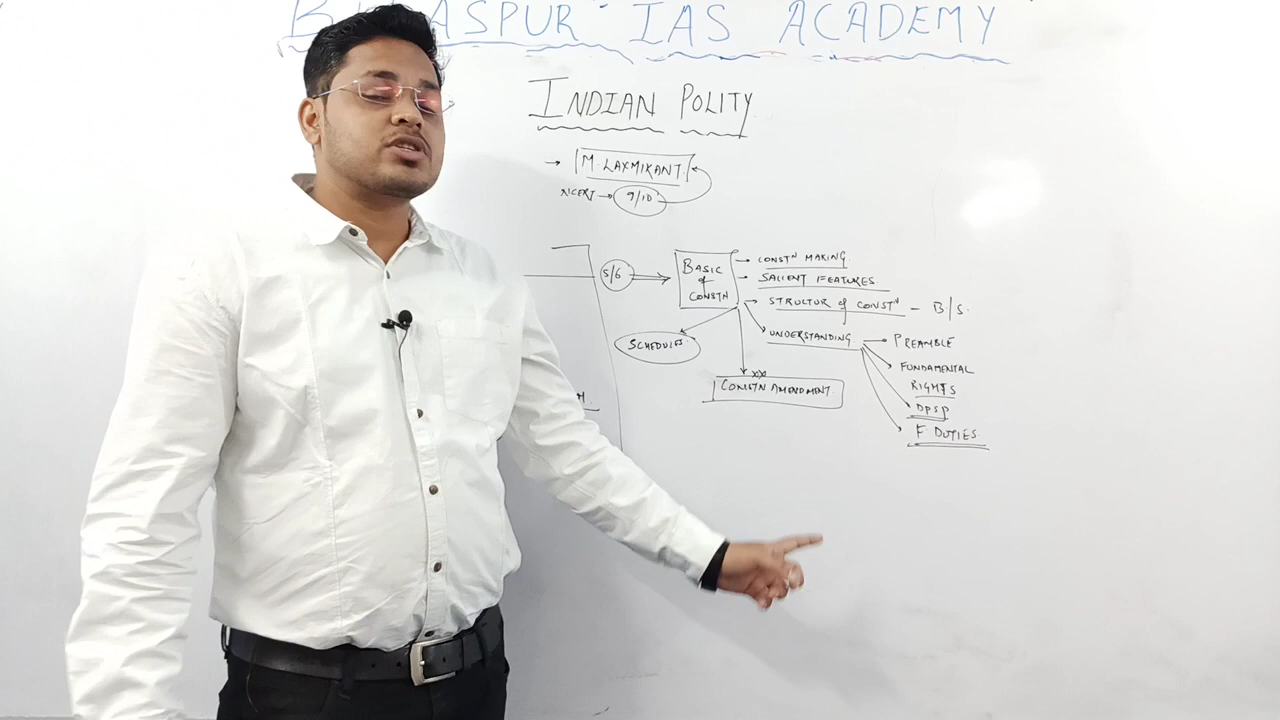 ASPUR IAS ACADEMY
INDIAN POLITY
→ M. LAXMIKANT
NCERT → 9/10
5/6
BASIC
of
CONSTN
→ CONSTN MAKING
→ SALIENT FEATURES
→ STRUCTOR of CONSTN – B/S.
UNDERSTANDING
→ PREAMBLE
FUNDAMENTAL
RIGHTS
DPSP
F DUTIES
SCHEDULES
XX
CONSTN AMENDMENT